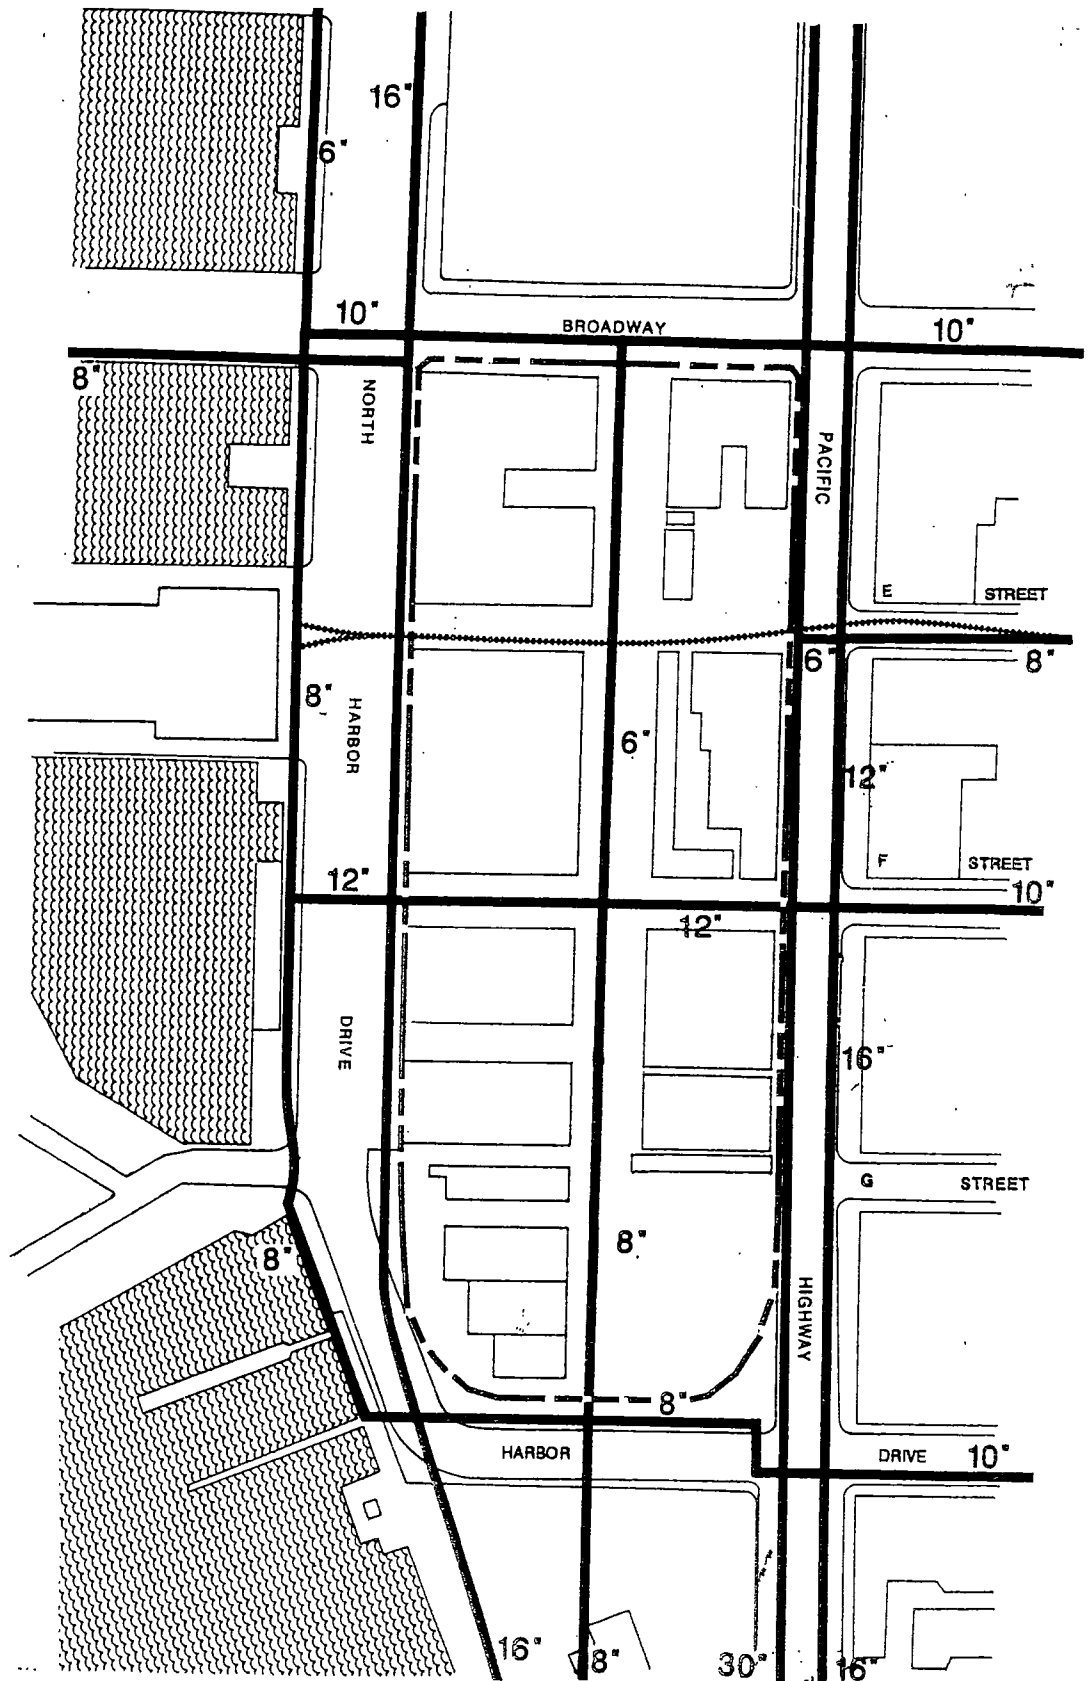 16"
6"
10"
BROADWAY
10"
8"
NORTH
PACIFIC
E
STREET
6"
8"
8"
HARBOR
6"
12"
F
STREET
12"
10"
12"
DRIVE
16"
G
STREET
8"
8"
HIGHWAY
8"
HARBOR
DRIVE
10"
16"
8"
30"
16"